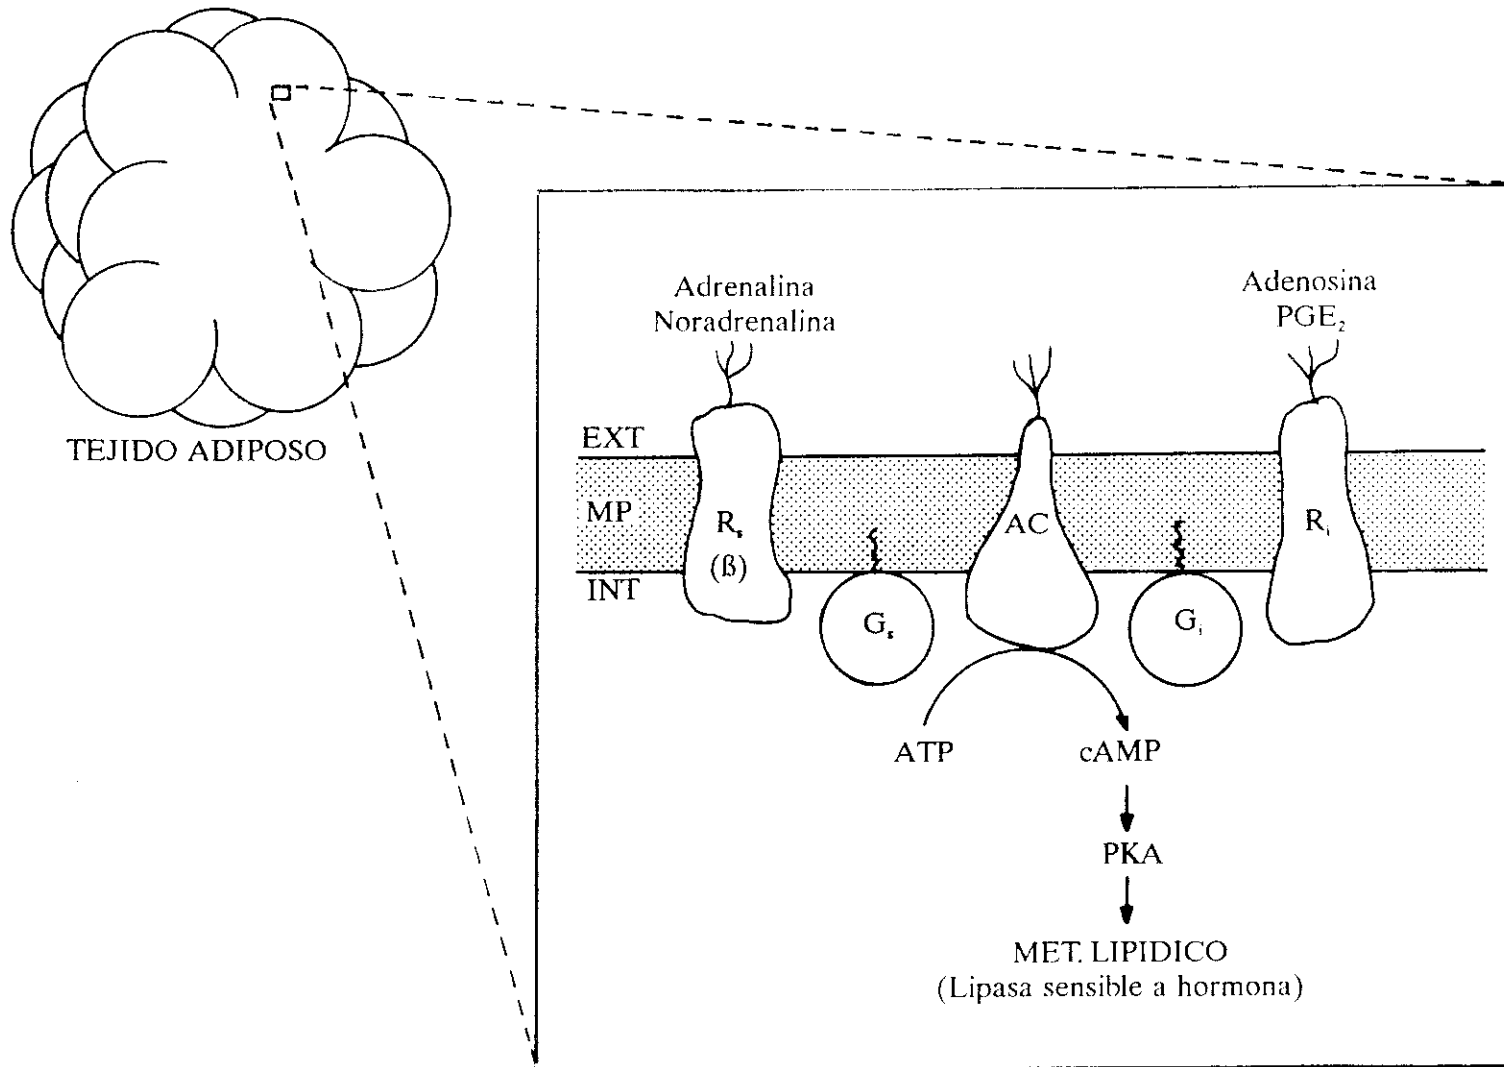 TEJIDO ADIPOSO
Adrenalina
Noradrenalina
Adenosina
PGE₂
EXT
MP
INT
Rₛ
(ß)
AC
Rᵢ
Gₛ
Gᵢ
ATP
cAMP
PKA
MET. LIPIDICO
(Lipasa sensible a hormona)